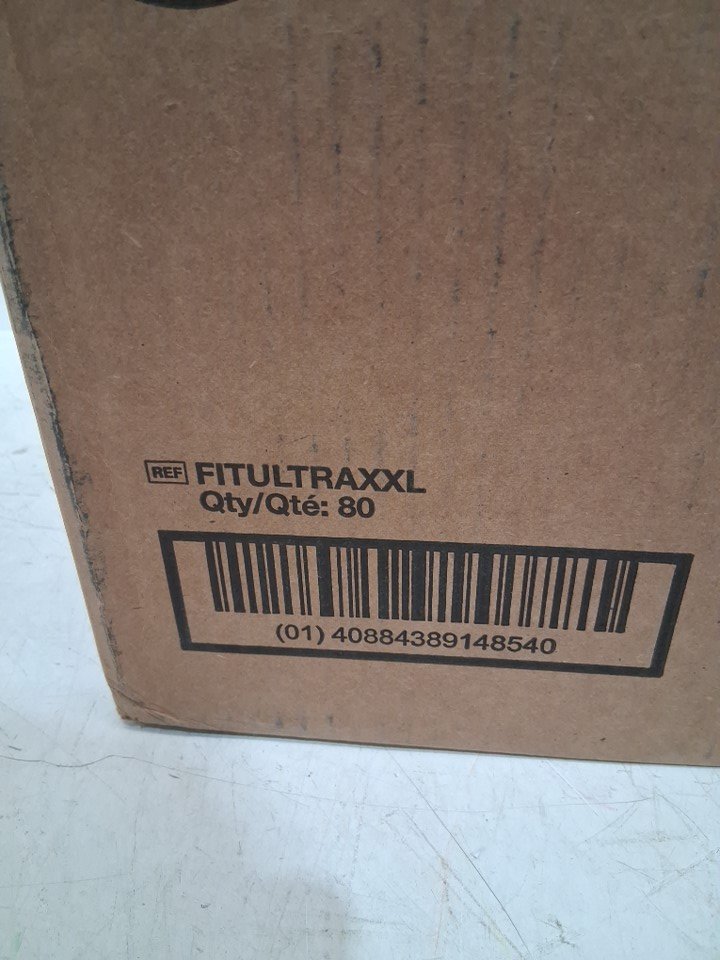 REF FITULTRAXXL
Qty/Qté: 80
(01) 40884389148540